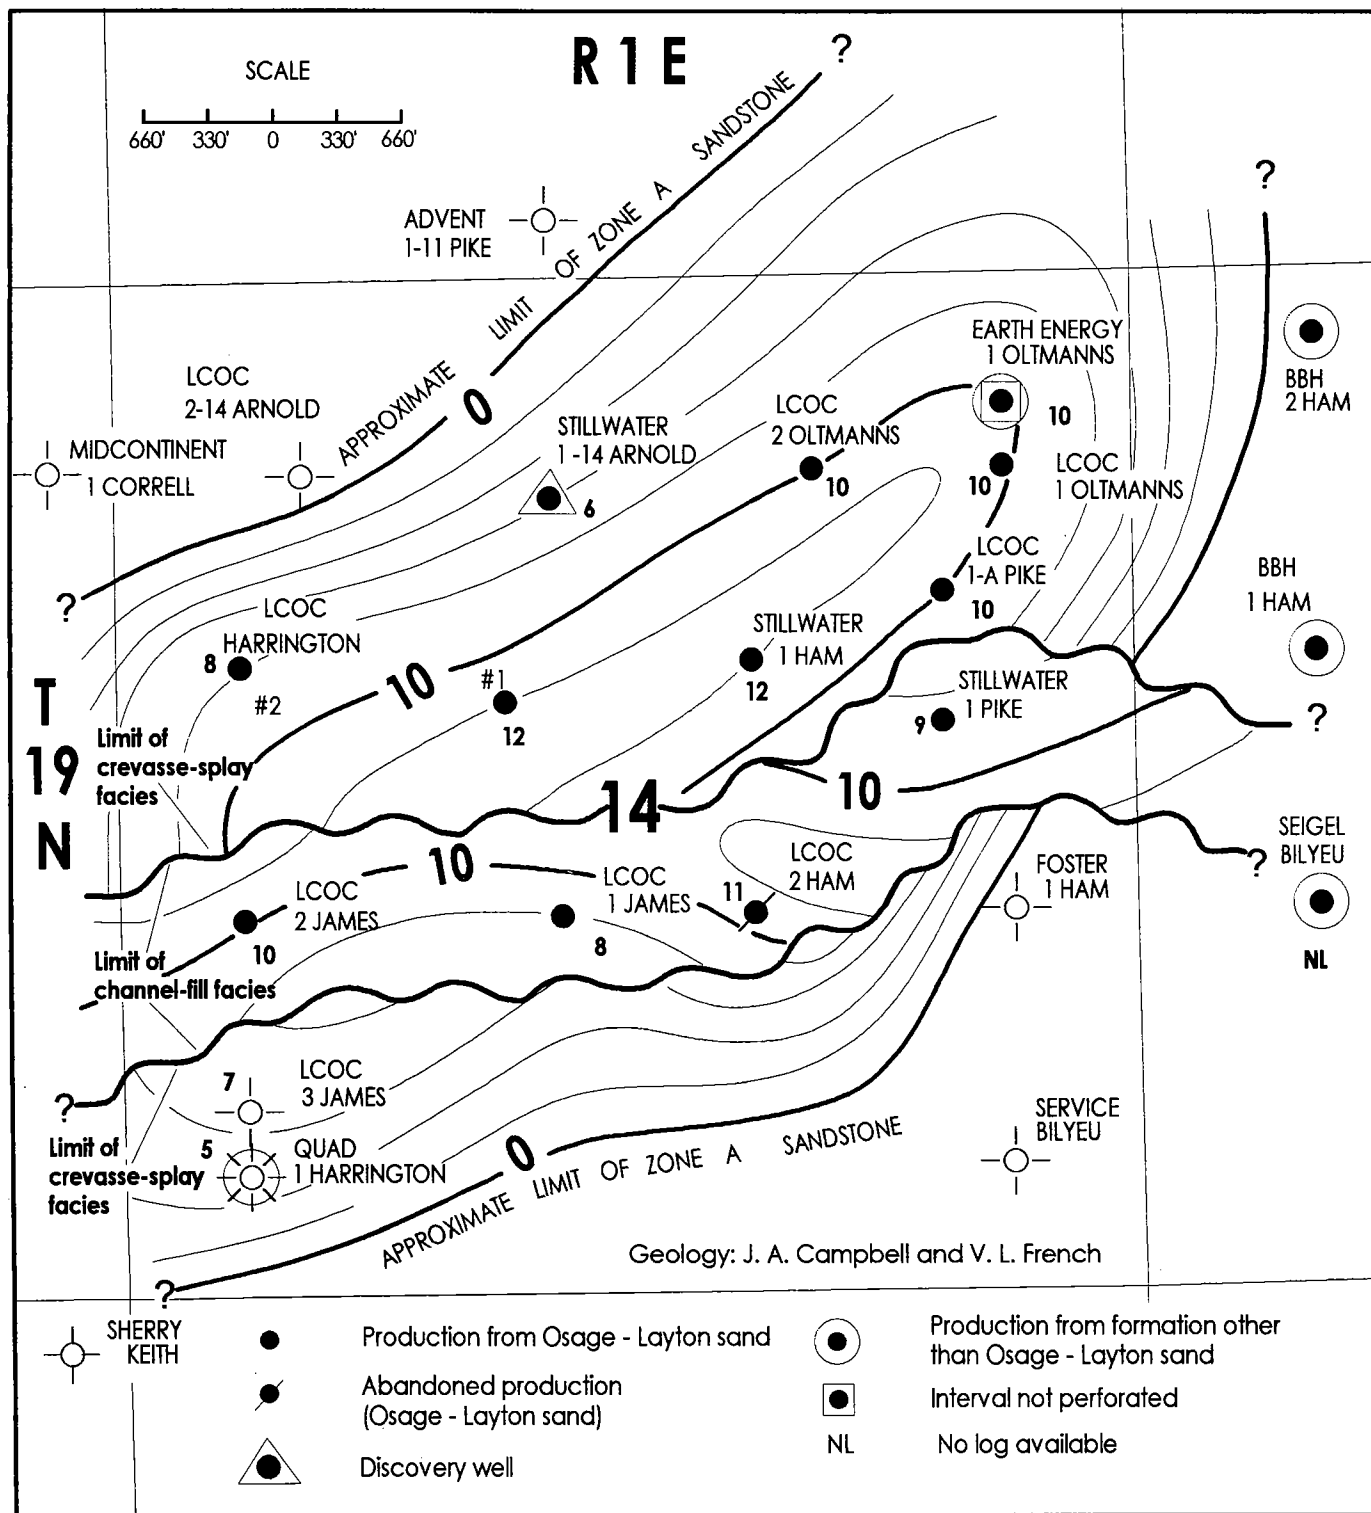 R 1 E
?
SCALE
660' 330' 0 330' 660'
ADVENT
1-11 PIKE
APPROXIMATE LIMIT OF ZONE A SANDSTONE
0
?
EARTH ENERGY
1 OLTMANNS
10
BBH
2 HAM
LCOC
2-14 ARNOLD
MIDCONTINENT
1 CORRELL
STILLWATER
1 -14 ARNOLD
6
LCOC
2 OLTMANNS
10
LCOC
1 OLTMANNS
10
LCOC
1-A PIKE
10
BBH
1 HAM
?
LCOC
HARRINGTON
8
#2
10
#1
12
STILLWATER
1 HAM
12
STILLWATER
1 PIKE
9
?
T
19
N
Limit of
crevasse-splay
facies
14
10
10
LCOC
2 JAMES
10
LCOC
1 JAMES
8
LCOC
2 HAM
11
FOSTER
1 HAM
SEIGEL
BILYEU
?
NL
Limit of
channel-fill facies
?
7
LCOC
3 JAMES
Limit of
crevasse-splay
facies
5
QUAD
1 HARRINGTON
0
APPROXIMATE LIMIT OF ZONE A SANDSTONE
SERVICE
BILYEU
?
Geology: J. A. Campbell and V. L. French
SHERRY
KEITH
Production from Osage - Layton sand
Abandoned production
(Osage - Layton sand)
Discovery well
Production from formation other
than Osage - Layton sand
Interval not perforated
NL No log available